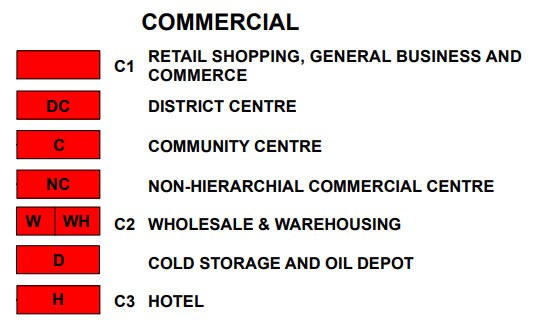 COMMERCIAL
C1 RETAIL SHOPPING, GENERAL BUSINESS AND
COMMERCE
DC DISTRICT CENTRE
C COMMUNITY CENTRE
NC NON-HIERARCHIAL COMMERCIAL CENTRE
W WH C2 WHOLESALE & WAREHOUSING
D COLD STORAGE AND OIL DEPOT
H C3 HOTEL